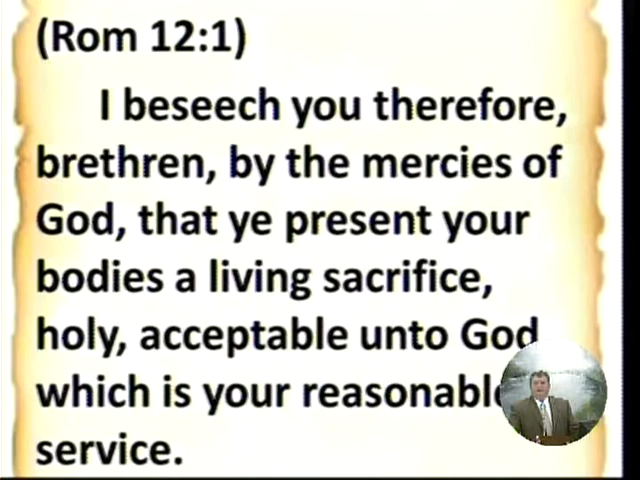 (Rom 12:1)
I beseech you therefore,
brethren, by the mercies of
God, that ye present your
bodies a living sacrifice,
holy, acceptable unto God
which is your reasonable
service.